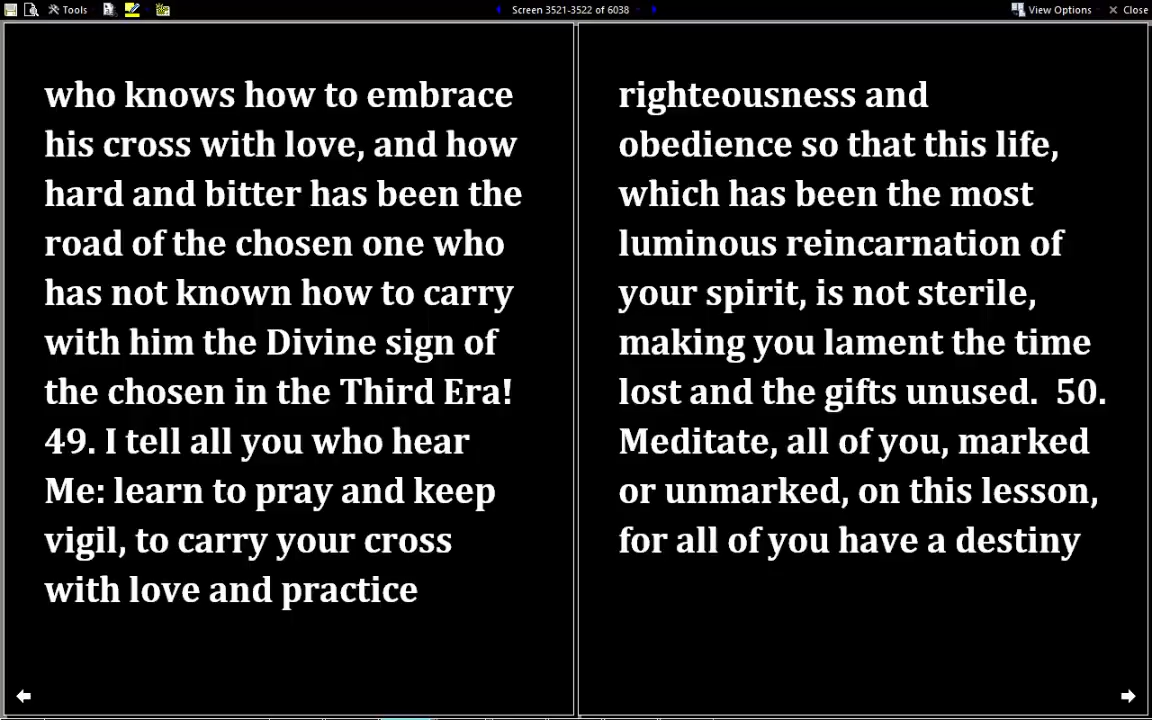 Tools
Screen 3521-3522 of 6038
View Options
Close
who knows how to embrace
his cross with love, and how
hard and bitter has been the
road of the chosen one who
has not known how to carry
with him the Divine sign of
the chosen in the Third Era!
49. I tell all you who hear
Me: learn to pray and keep
vigil, to carry your cross
with love and practice
righteousness and
obedience so that this life,
which has been the most
luminous reincarnation of
your spirit, is not sterile,
making you lament the time
lost and the gifts unused.  50.
Meditate, all of you, marked
or unmarked, on this lesson,
for all of you have a destiny